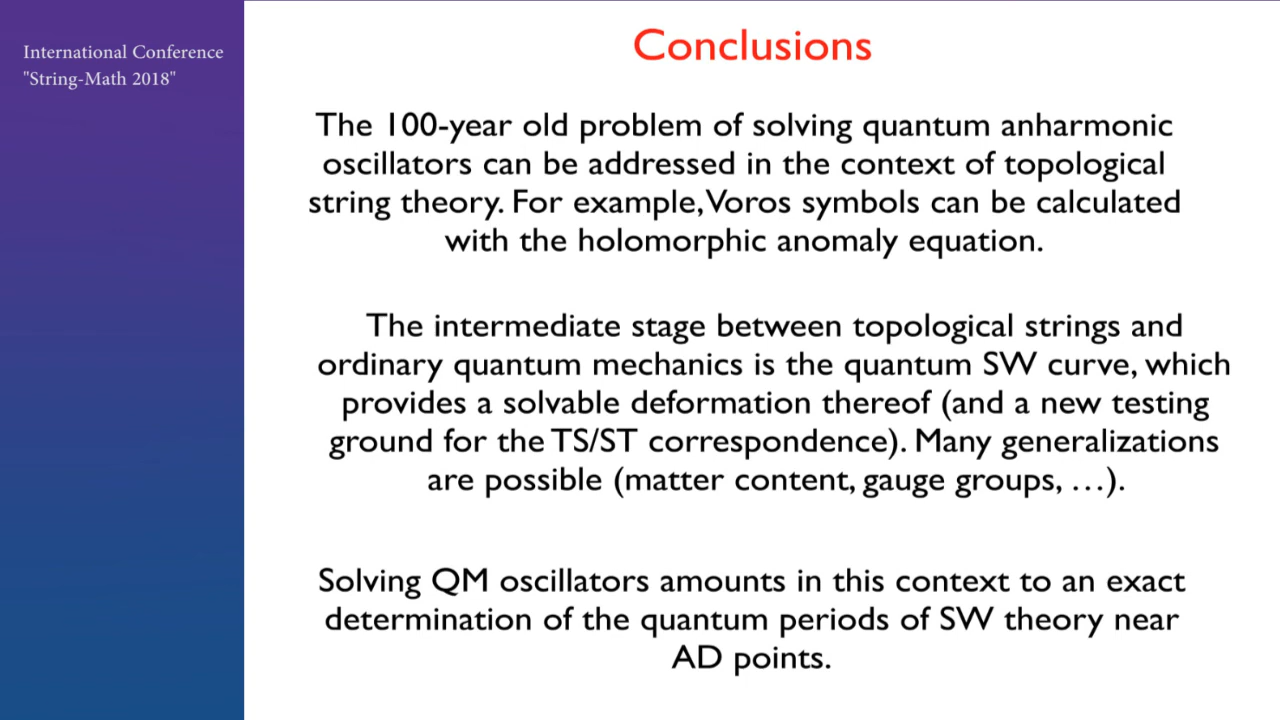 International Conference
"String-Math 2018"
Conclusions
The 100-year old problem of solving quantum anharmonic
oscillators can be addressed in the context of topological
string theory. For example, Voros symbols can be calculated
with the holomorphic anomaly equation.
The intermediate stage between topological strings and
ordinary quantum mechanics is the quantum SW curve, which
provides a solvable deformation thereof (and a new testing
ground for the TS/ST correspondence). Many generalizations
are possible (matter content, gauge groups, …).
Solving QM oscillators amounts in this context to an exact
determination of the quantum periods of SW theory near
AD points.